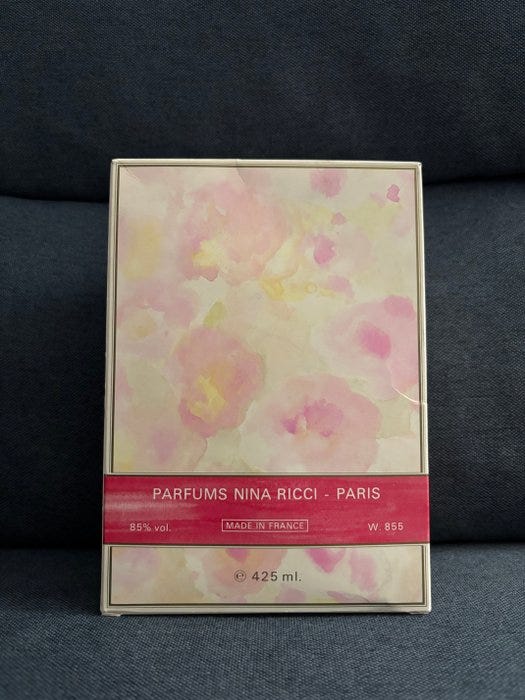 PARFUMS NINA RICCI - PARIS
85% vol. MADE IN FRANCE W. 855
℮ 425 ml.